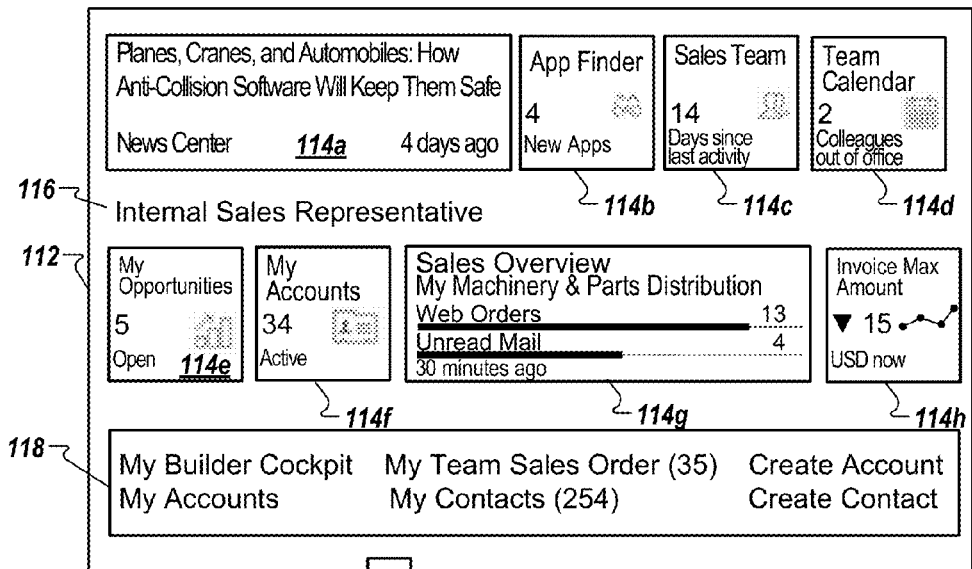 Planes, Cranes, and Automobiles: How
Anti-Collision Software Will Keep Them Safe
News Center 114a 4 days ago
App Finder
4
New Apps
Sales Team
14
Days since
last activity
Team
Calendar
2
Colleagues
out of office
114b
114c
114d
116
Internal Sales Representative
112
My
Opportunities
5
Open 114e
My
Accounts
34
Active
Sales Overview
My Machinery & Parts Distribution
Web Orders 13
Unread Mail 4
30 minutes ago
Invoice Max
Amount
▼ 15
USD now
114f
114g
114h
118
My Builder Cockpit My Team Sales Order (35) Create Account
My Accounts My Contacts (254) Create Contact